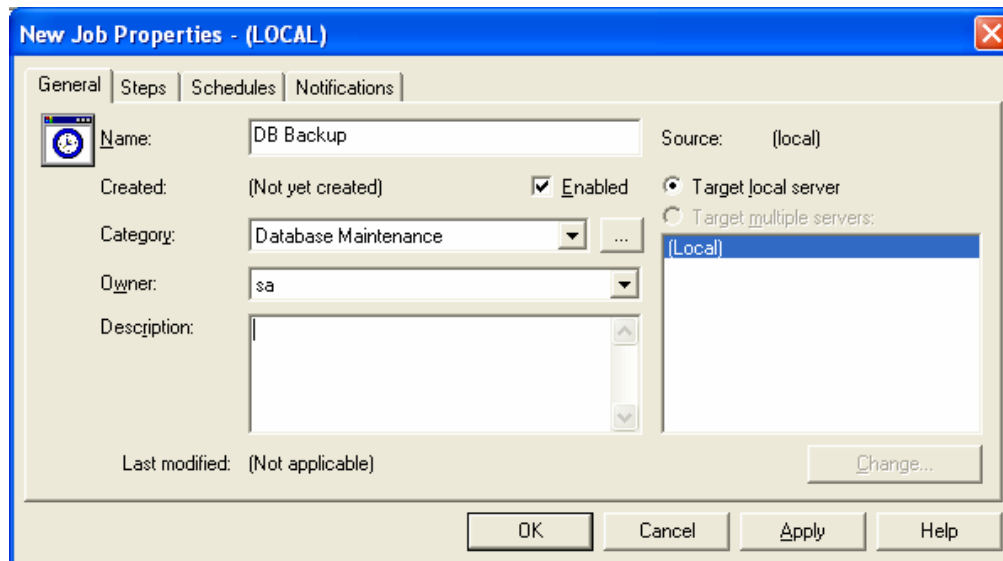 New Job Properties - (LOCAL)
General Steps Schedules Notifications
Name: DB Backup Source: (local)
Created: (Not yet created) Enabled Target local server
Target multiple servers:
Category: Database Maintenance ... (Local)
Owner: sa
Description:
Last modified: (Not applicable) Change...
OK Cancel Apply Help